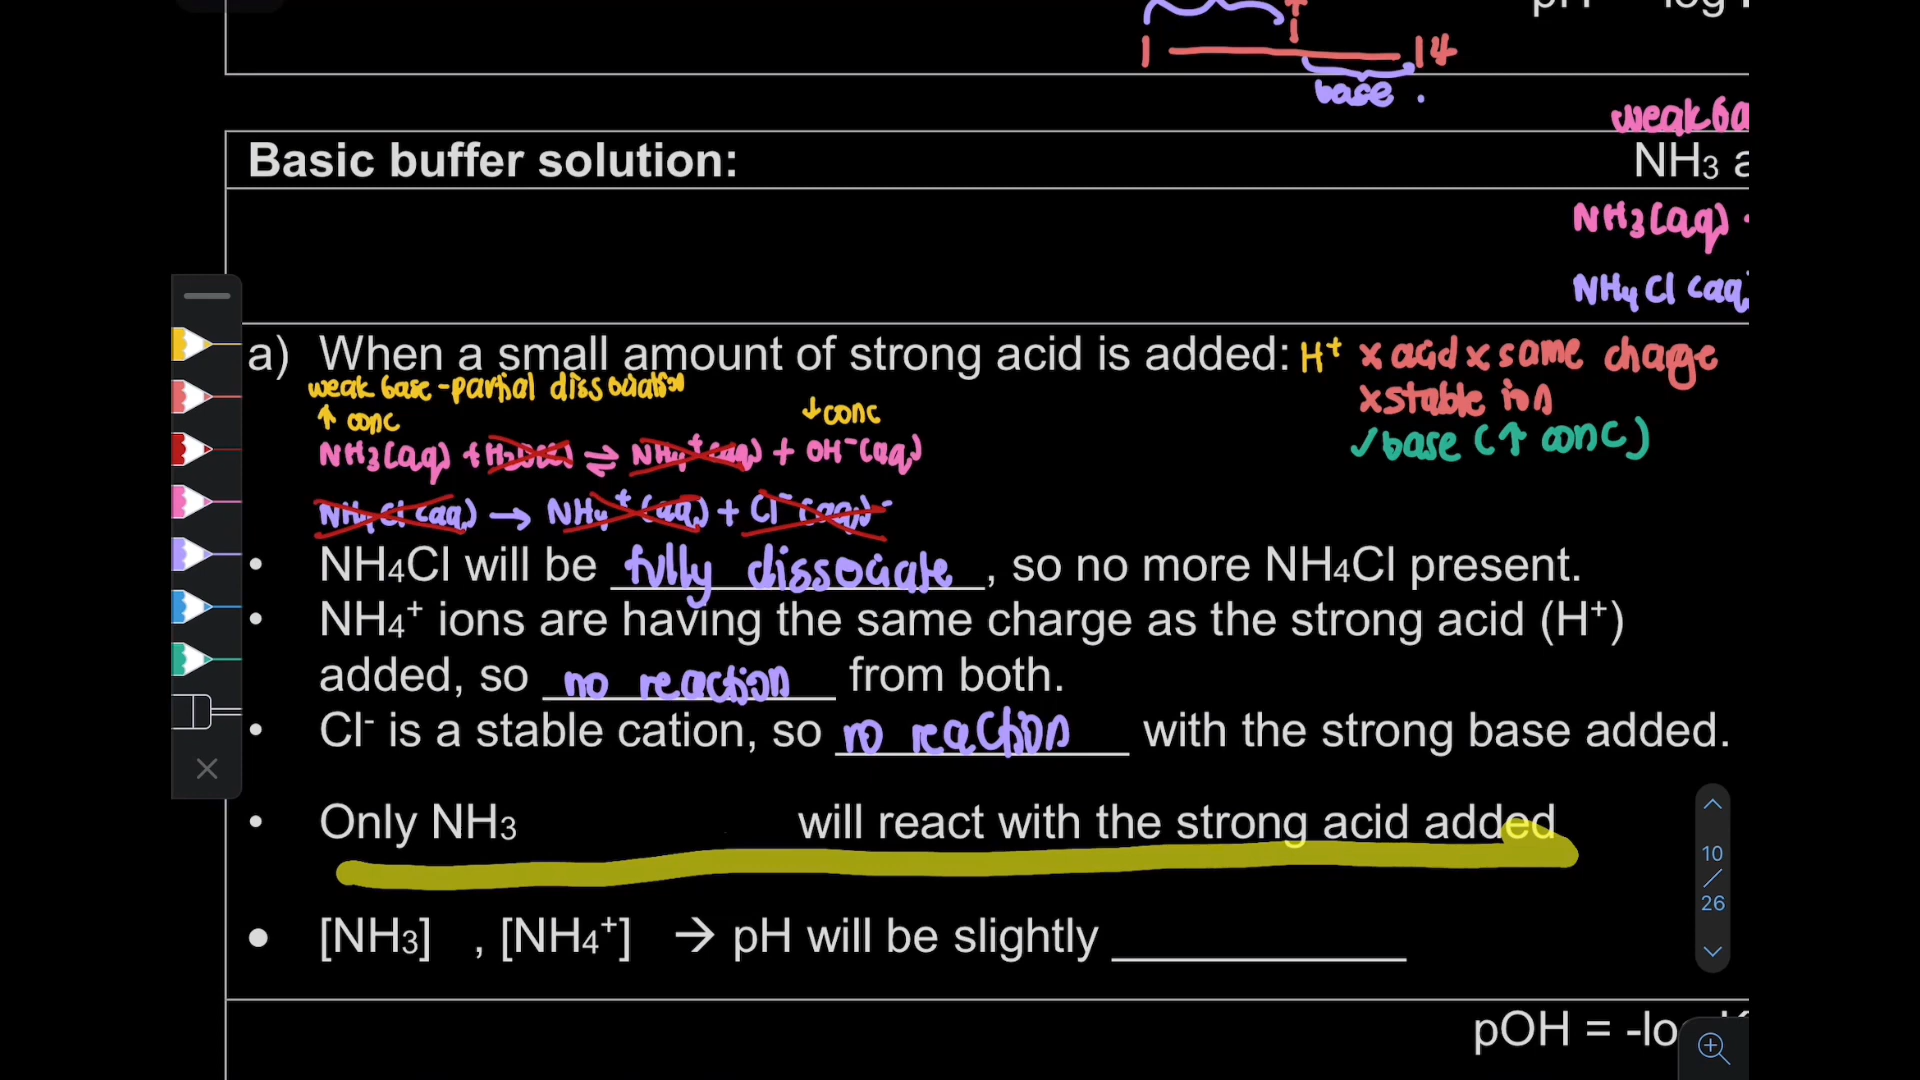 1 14
base .
weak ba
Basic buffer solution: NH3 a
NH3(aq)
NH4Cl (aq)
a) When a small amount of strong acid is added: H+ x acid x same charge
weak base - partial dissociation x stable ion
↑ conc ↓ conc ✓ base (↑ conc)
NH3(aq) + H2O(l) ⇌ NH4+(aq) + OH-(aq)
NH4Cl (aq) → NH4+ (aq) + Cl- (aq)
• NH4Cl will be fully dissociate, so no more NH4Cl present.
• NH4+ ions are having the same charge as the strong acid (H+)
added, so no reaction from both.
• Cl- is a stable cation, so no reaction with the strong base added.
• Only NH3 will react with the strong acid added
• [NH3] , [NH4+] → pH will be slightly ____________
10
/
26
pOH = -lo